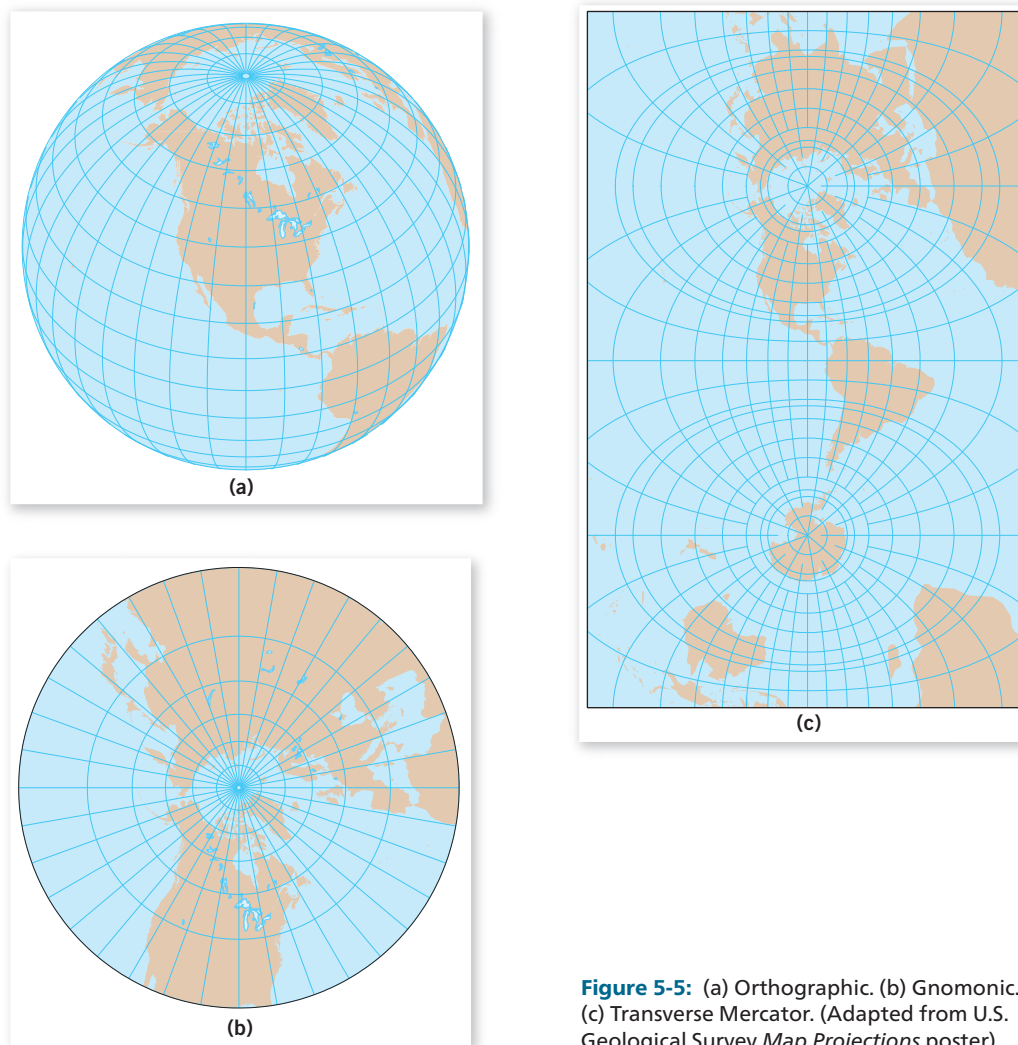 (a)
(b)
(c)
Figure 5-5: (a) Orthographic. (b) Gnomonic.
(c) Transverse Mercator. (Adapted from U.S.
Geological Survey Map Projections poster)